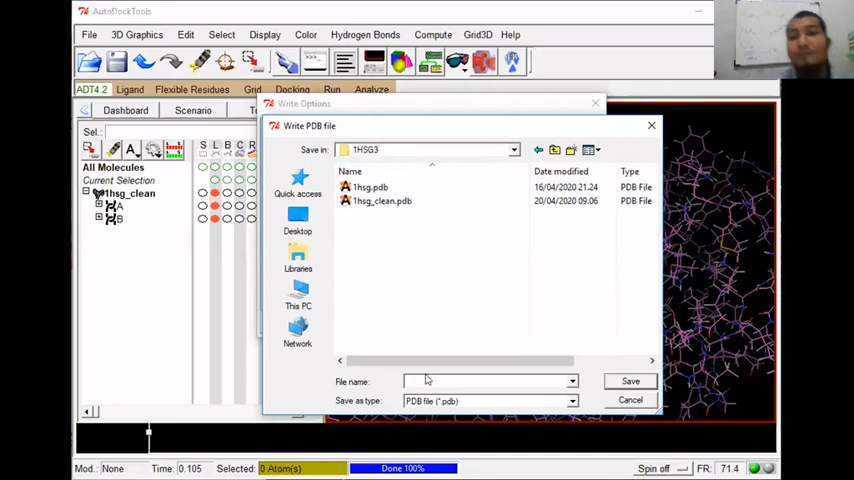 AutoDockTools
File 3D Graphics Edit Select Display Hydrogen Bonds Compute Grid3D Help
ADT4.2 Ligand Flexible Residues Grid Docking Run Analyze
Dashboard Scenario
Sel.:
S L B C R
All Molecules
Current Selection
1hsg_clean
A
B
Write Options
Write PDB file
Save in: 1HSG3
Name Date modified Type
1hsg.pdb 16/04/2020 21.24 PDB File
1hsg_clean.pdb 20/04/2020 09.06 PDB File
Quick access
Desktop
Libraries
This PC
Network
File name: Save
Save as type: PDB file (*.pdb) Cancel
Mod.: None Time: 0.105 Selected: 0 Atom(s) Done 100% Spin off FR: 71.4